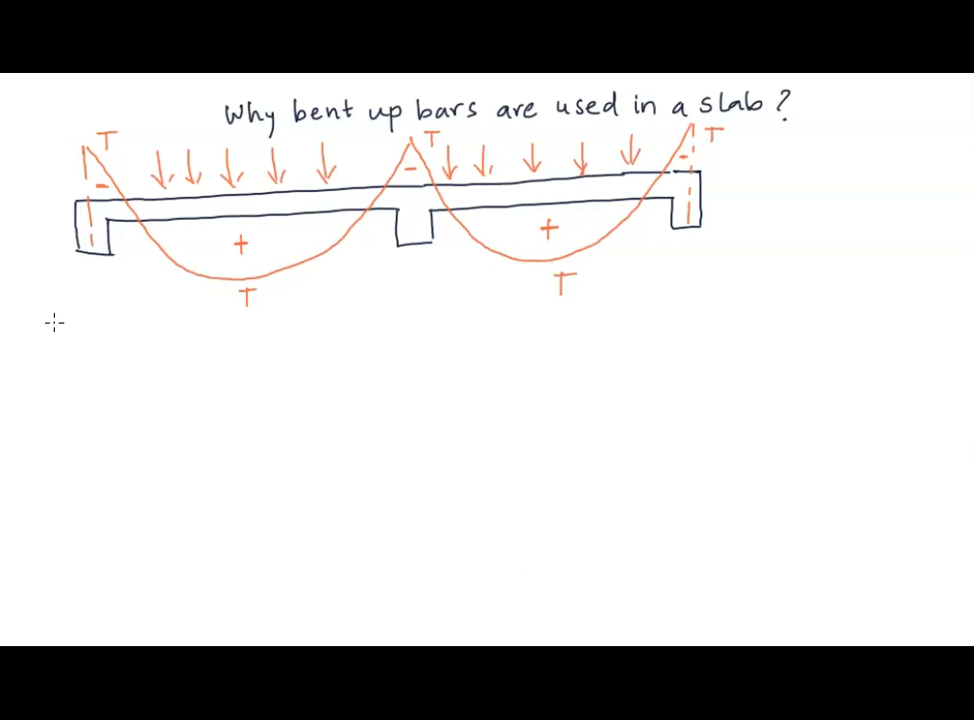 Why bent up bars are used in a slab?
T T T
- - -
+ +
T T